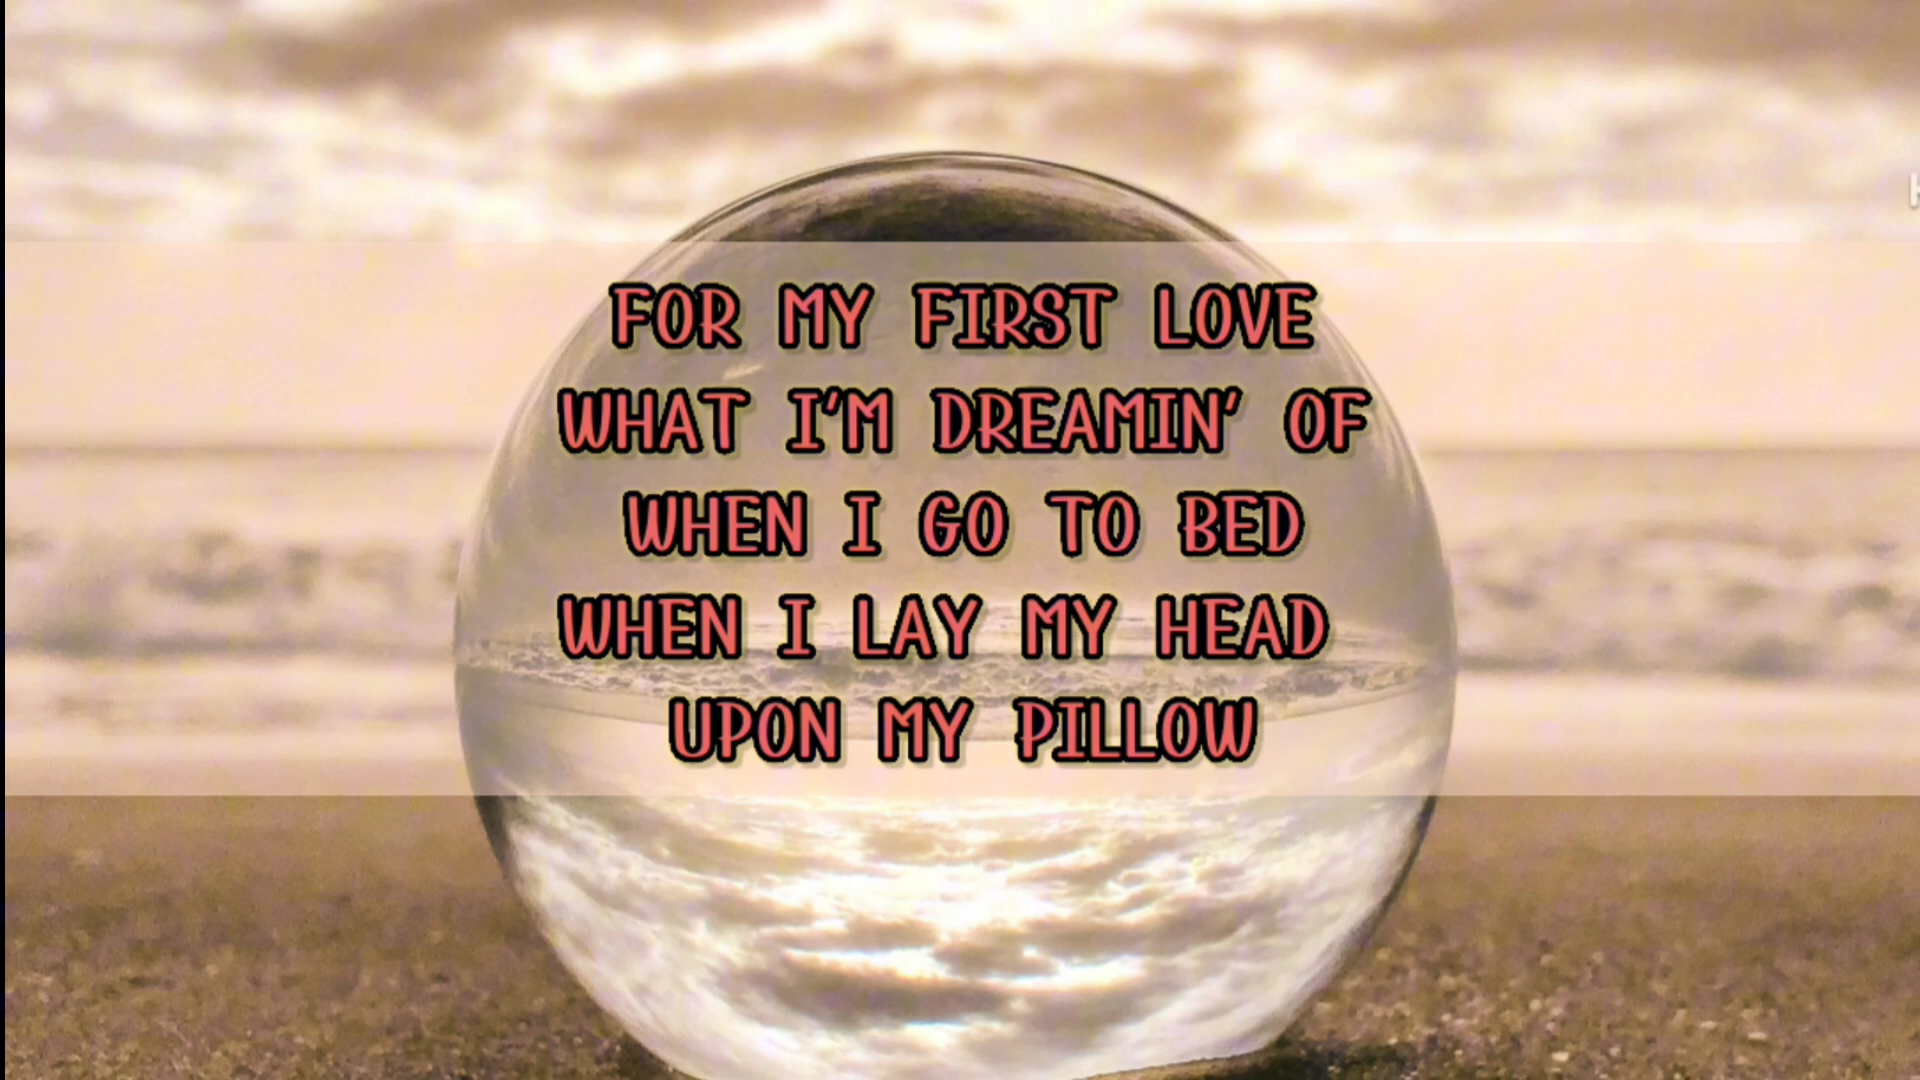 FOR MY FIRST LOVE
WHAT I'M DREAMIN' OF
WHEN I GO TO BED
WHEN I LAY MY HEAD
UPON MY PILLOW